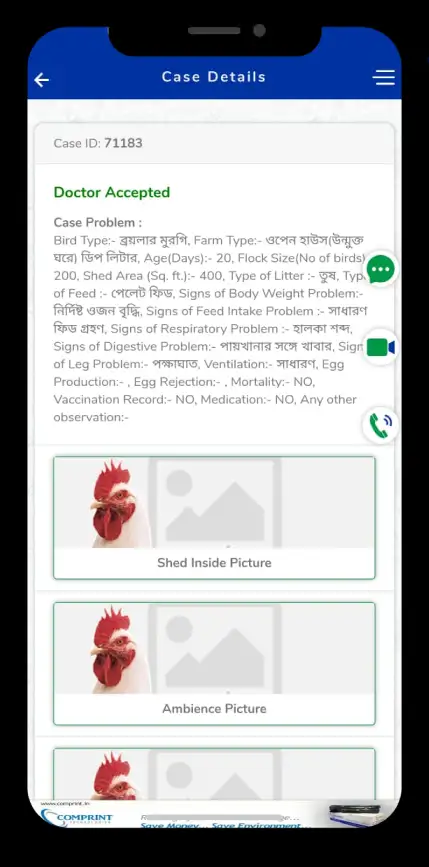 Case Details
Case ID: 71183
Doctor Accepted
Case Problem :
Bird Type:- ব্রয়লার মুরগি, Farm Type:- ওপেন হাউস(উন্মুক্ত
ঘরে) ডিপ লিটার, Age(Days):- 20, Flock Size(No of birds)
200, Shed Area (Sq. ft.):- 400, Type of Litter :- তুষ, Typ
of Feed :- পেলেট ফিড, Signs of Body Weight Problem:-
নির্দিষ্ট ওজন বৃদ্ধি, Signs of Feed Intake Problem :- সাধারণ
ফিড গ্রহণ, Signs of Respiratory Problem :- হালকা শব্দ,
Signs of Digestive Problem:- পায়খানার সঙ্গে খাবার, Sign
of Leg Problem:- পক্ষাঘাত, Ventilation:- সাধারণ, Egg
Production:- , Egg Rejection:- , Mortality:- NO,
Vaccination Record:- NO, Medication:- NO, Any other
observation:-
Shed Inside Picture
Ambience Picture
www.comprint.in
COMPRINT
Save Money... Save Environment...